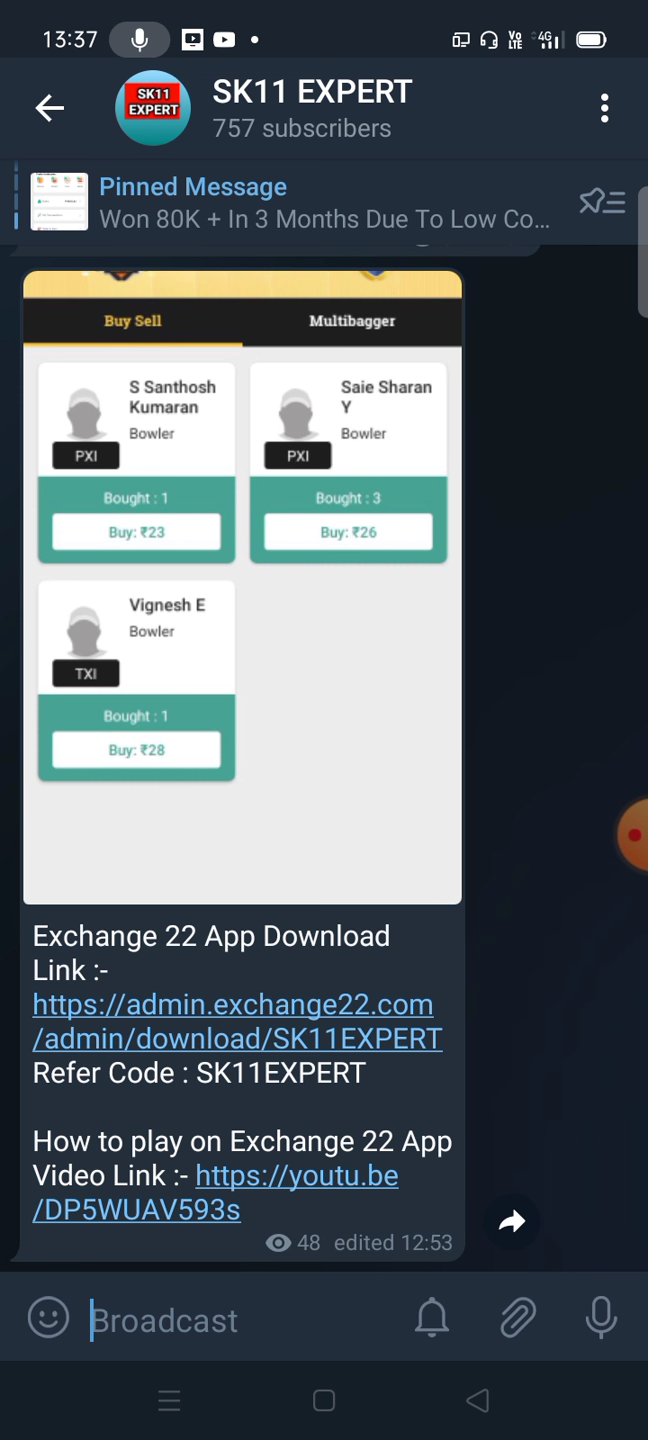 13:37
Vo
LTE
4G
SK11
EXPERT
SK11 EXPERT
757 subscribers
Pinned Message
Won 80K + In 3 Months Due To Low Co...
Buy Sell
Multibagger
S Santhosh
Kumaran
Bowler
PXI
Bought : 1
Buy: ₹23
Saie Sharan
Y
Bowler
PXI
Bought : 3
Buy: ₹26
Vignesh E
Bowler
TXI
Bought : 1
Buy: ₹28
Exchange 22 App Download
Link :-
https://admin.exchange22.com
/admin/download/SK11EXPERT
Refer Code : SK11EXPERT
How to play on Exchange 22 App
Video Link :- https://youtu.be
/DP5WUAV593s
48 edited 12:53
Broadcast